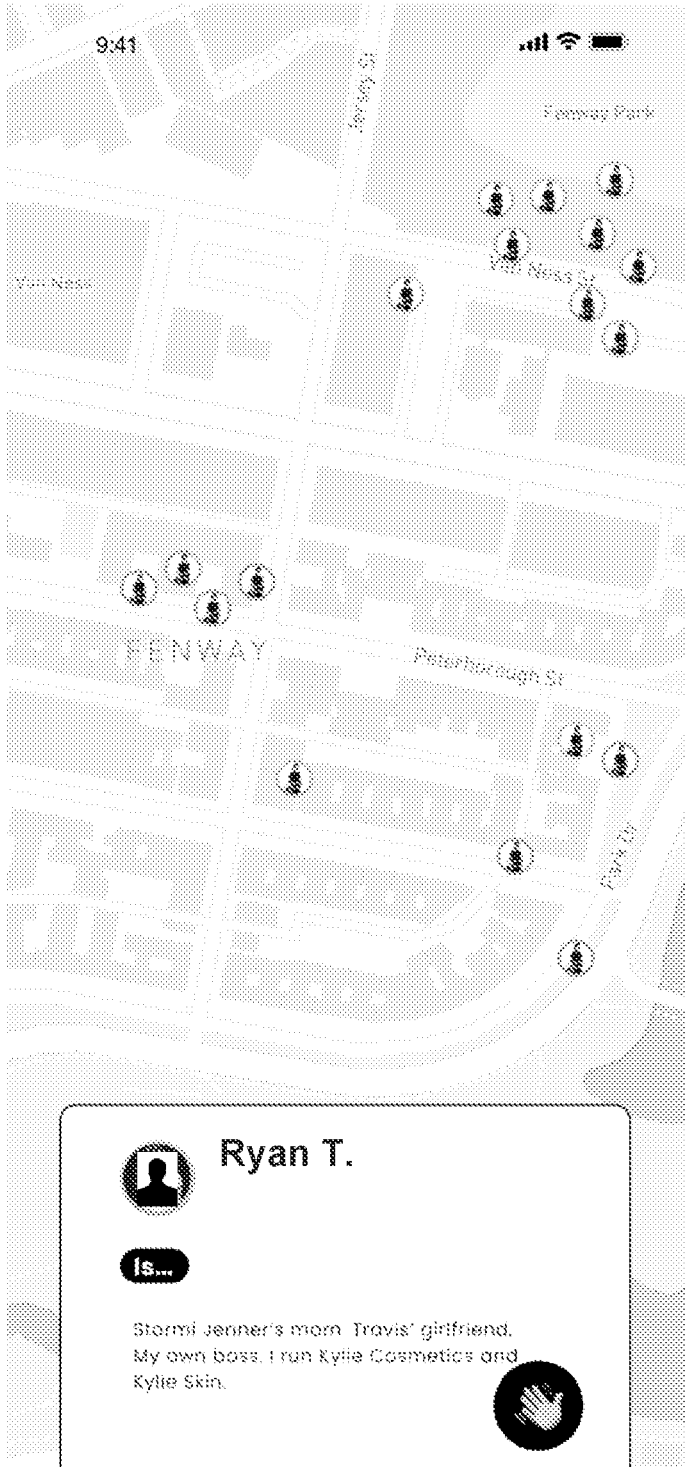 9:41
Jersey St
Fenway Park
Van Ness
Van Ness St
FENWAY
Peterborough St
Park Dr
Ryan T.
Is...
Stormi Jenner's mom. Travis' girlfriend.
My own boss. I run Kylie Cosmetics and
Kylie Skin.